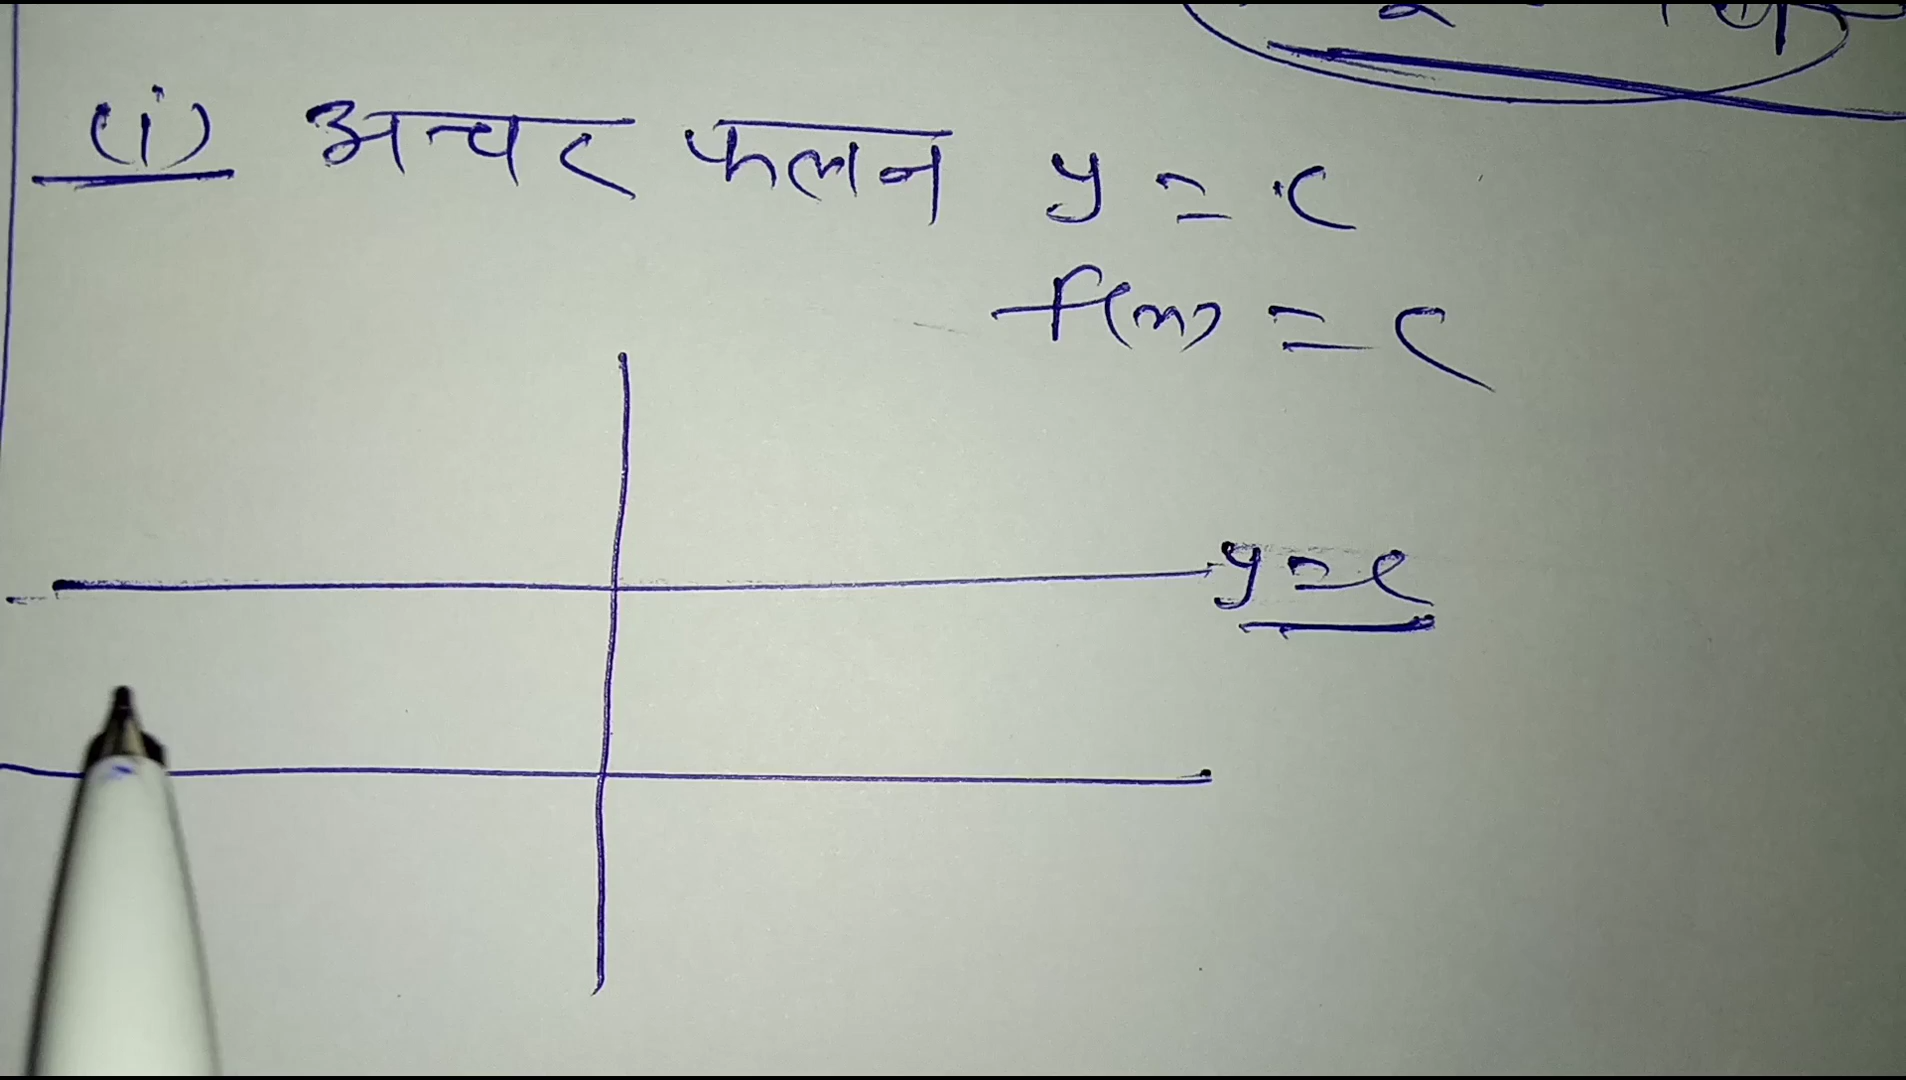 (i) अचर फलन y = c
f(x) = c
y = c